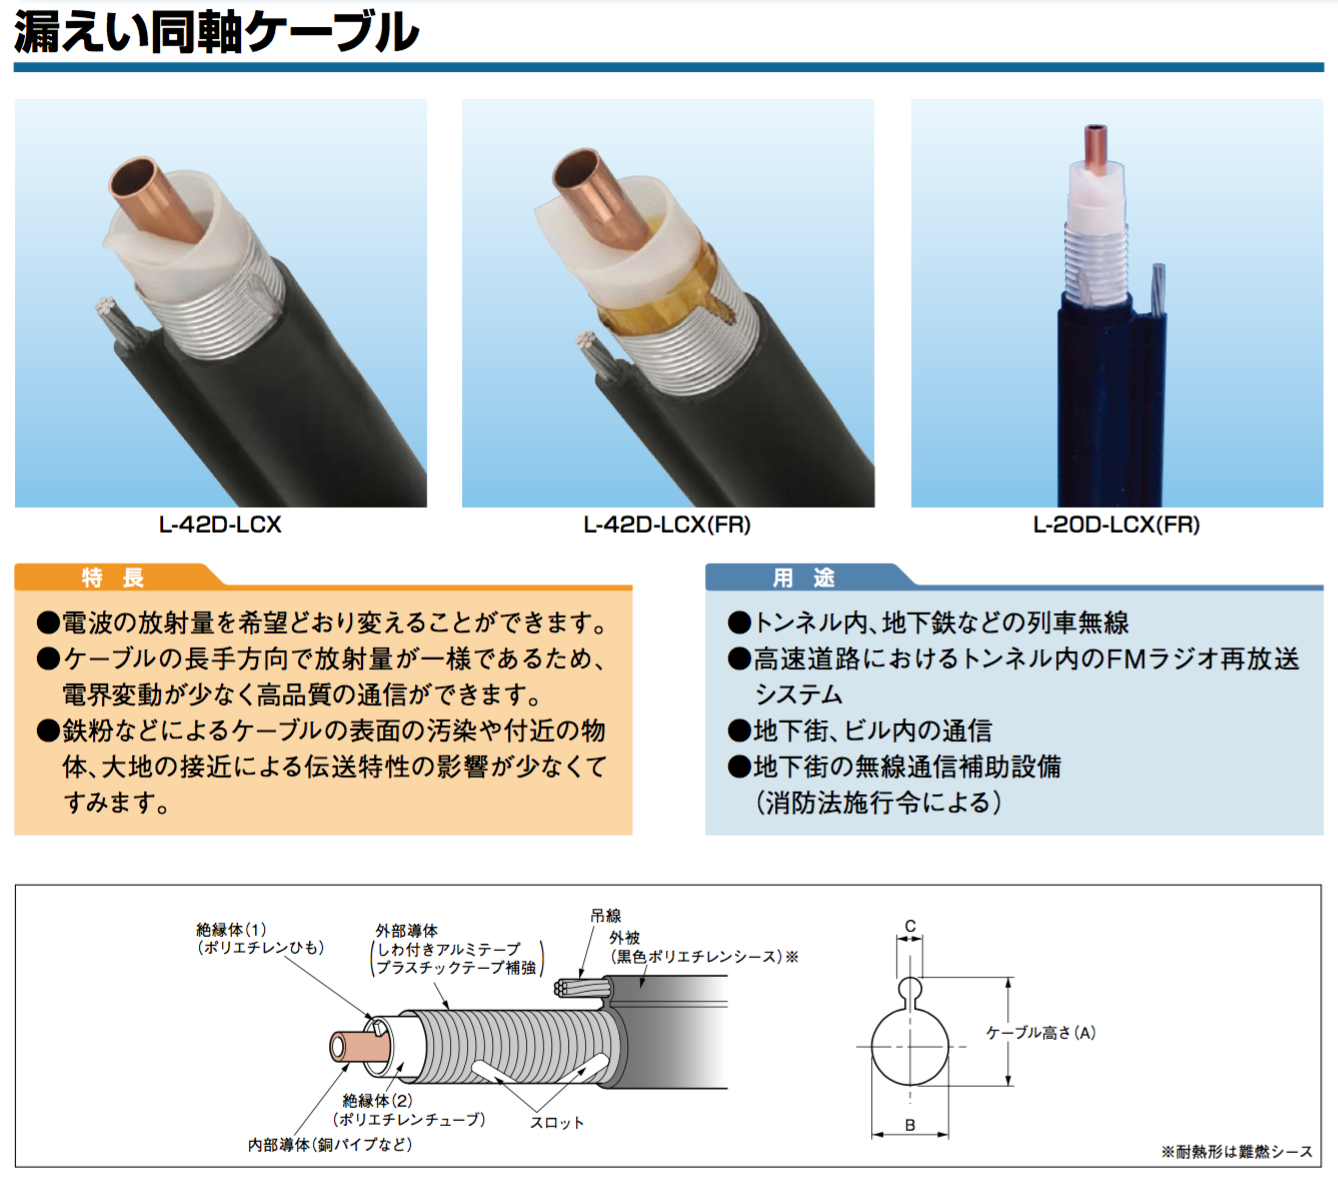 漏えい同軸ケーブル
L-42D-LCX
L-42D-LCX(FR)
L-20D-LCX(FR)
特 長
●電波の放射量を希望どおり変えることができます。
●ケーブルの長手方向で放射量が一様であるため、
電界変動が少なく高品質の通信ができます。
●鉄粉などによるケーブルの表面の汚染や付近の物
体、大地の接近による伝送特性の影響が少なくて
すみます。
用 途
●トンネル内、地下鉄などの列車無線
●高速道路におけるトンネル内のFMラジオ再放送
システム
●地下街、ビル内の通信
●地下街の無線通信補助設備
(消防法施行令による)
絶縁体(1)
(ポリエチレンひも)
外部導体
(しわ付きアルミテープ
プラスチックテープ補強)
吊線
外被
(黒色ポリエチレンシース)※
絶縁体(2)
(ポリエチレンチューブ)
内部導体(銅パイプなど)
スロット
C
ケーブル高さ(A)
B
※耐熱形は難燃シース